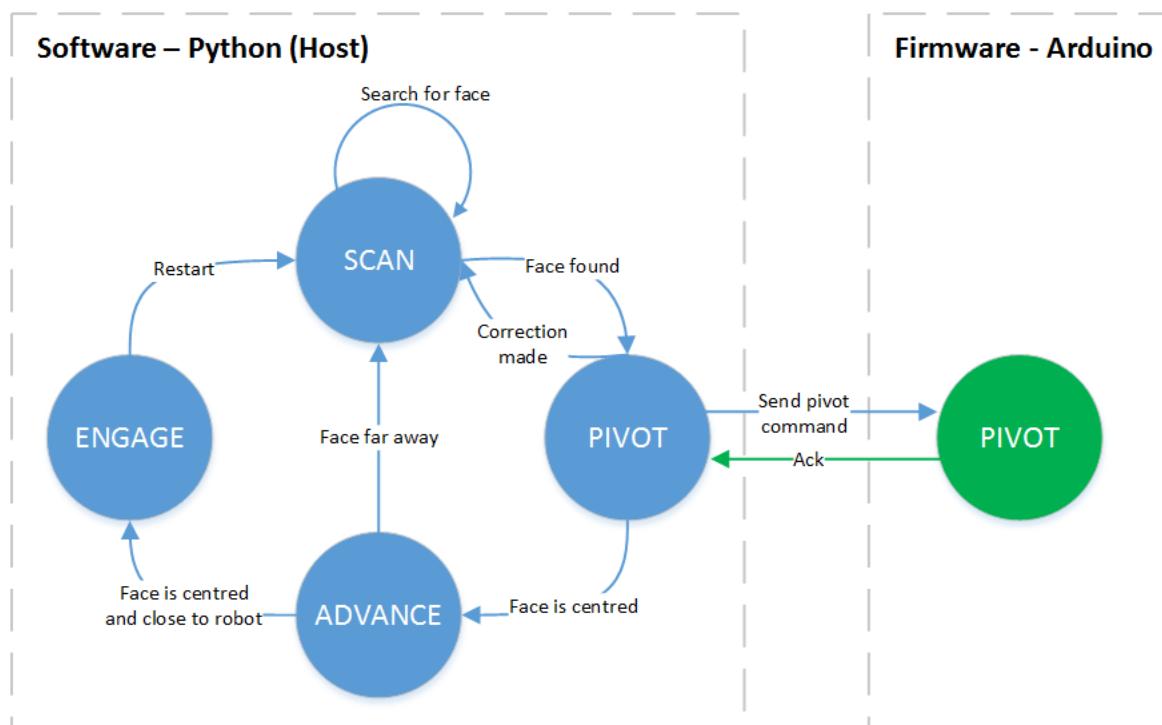 Software – Python (Host)
Firmware - Arduino
Search for face
SCAN
Restart
Face found
Correction
made
ENGAGE
Face far away
PIVOT
Send pivot
command
Ack
PIVOT
Face is centred
and close to robot
ADVANCE
Face is centred